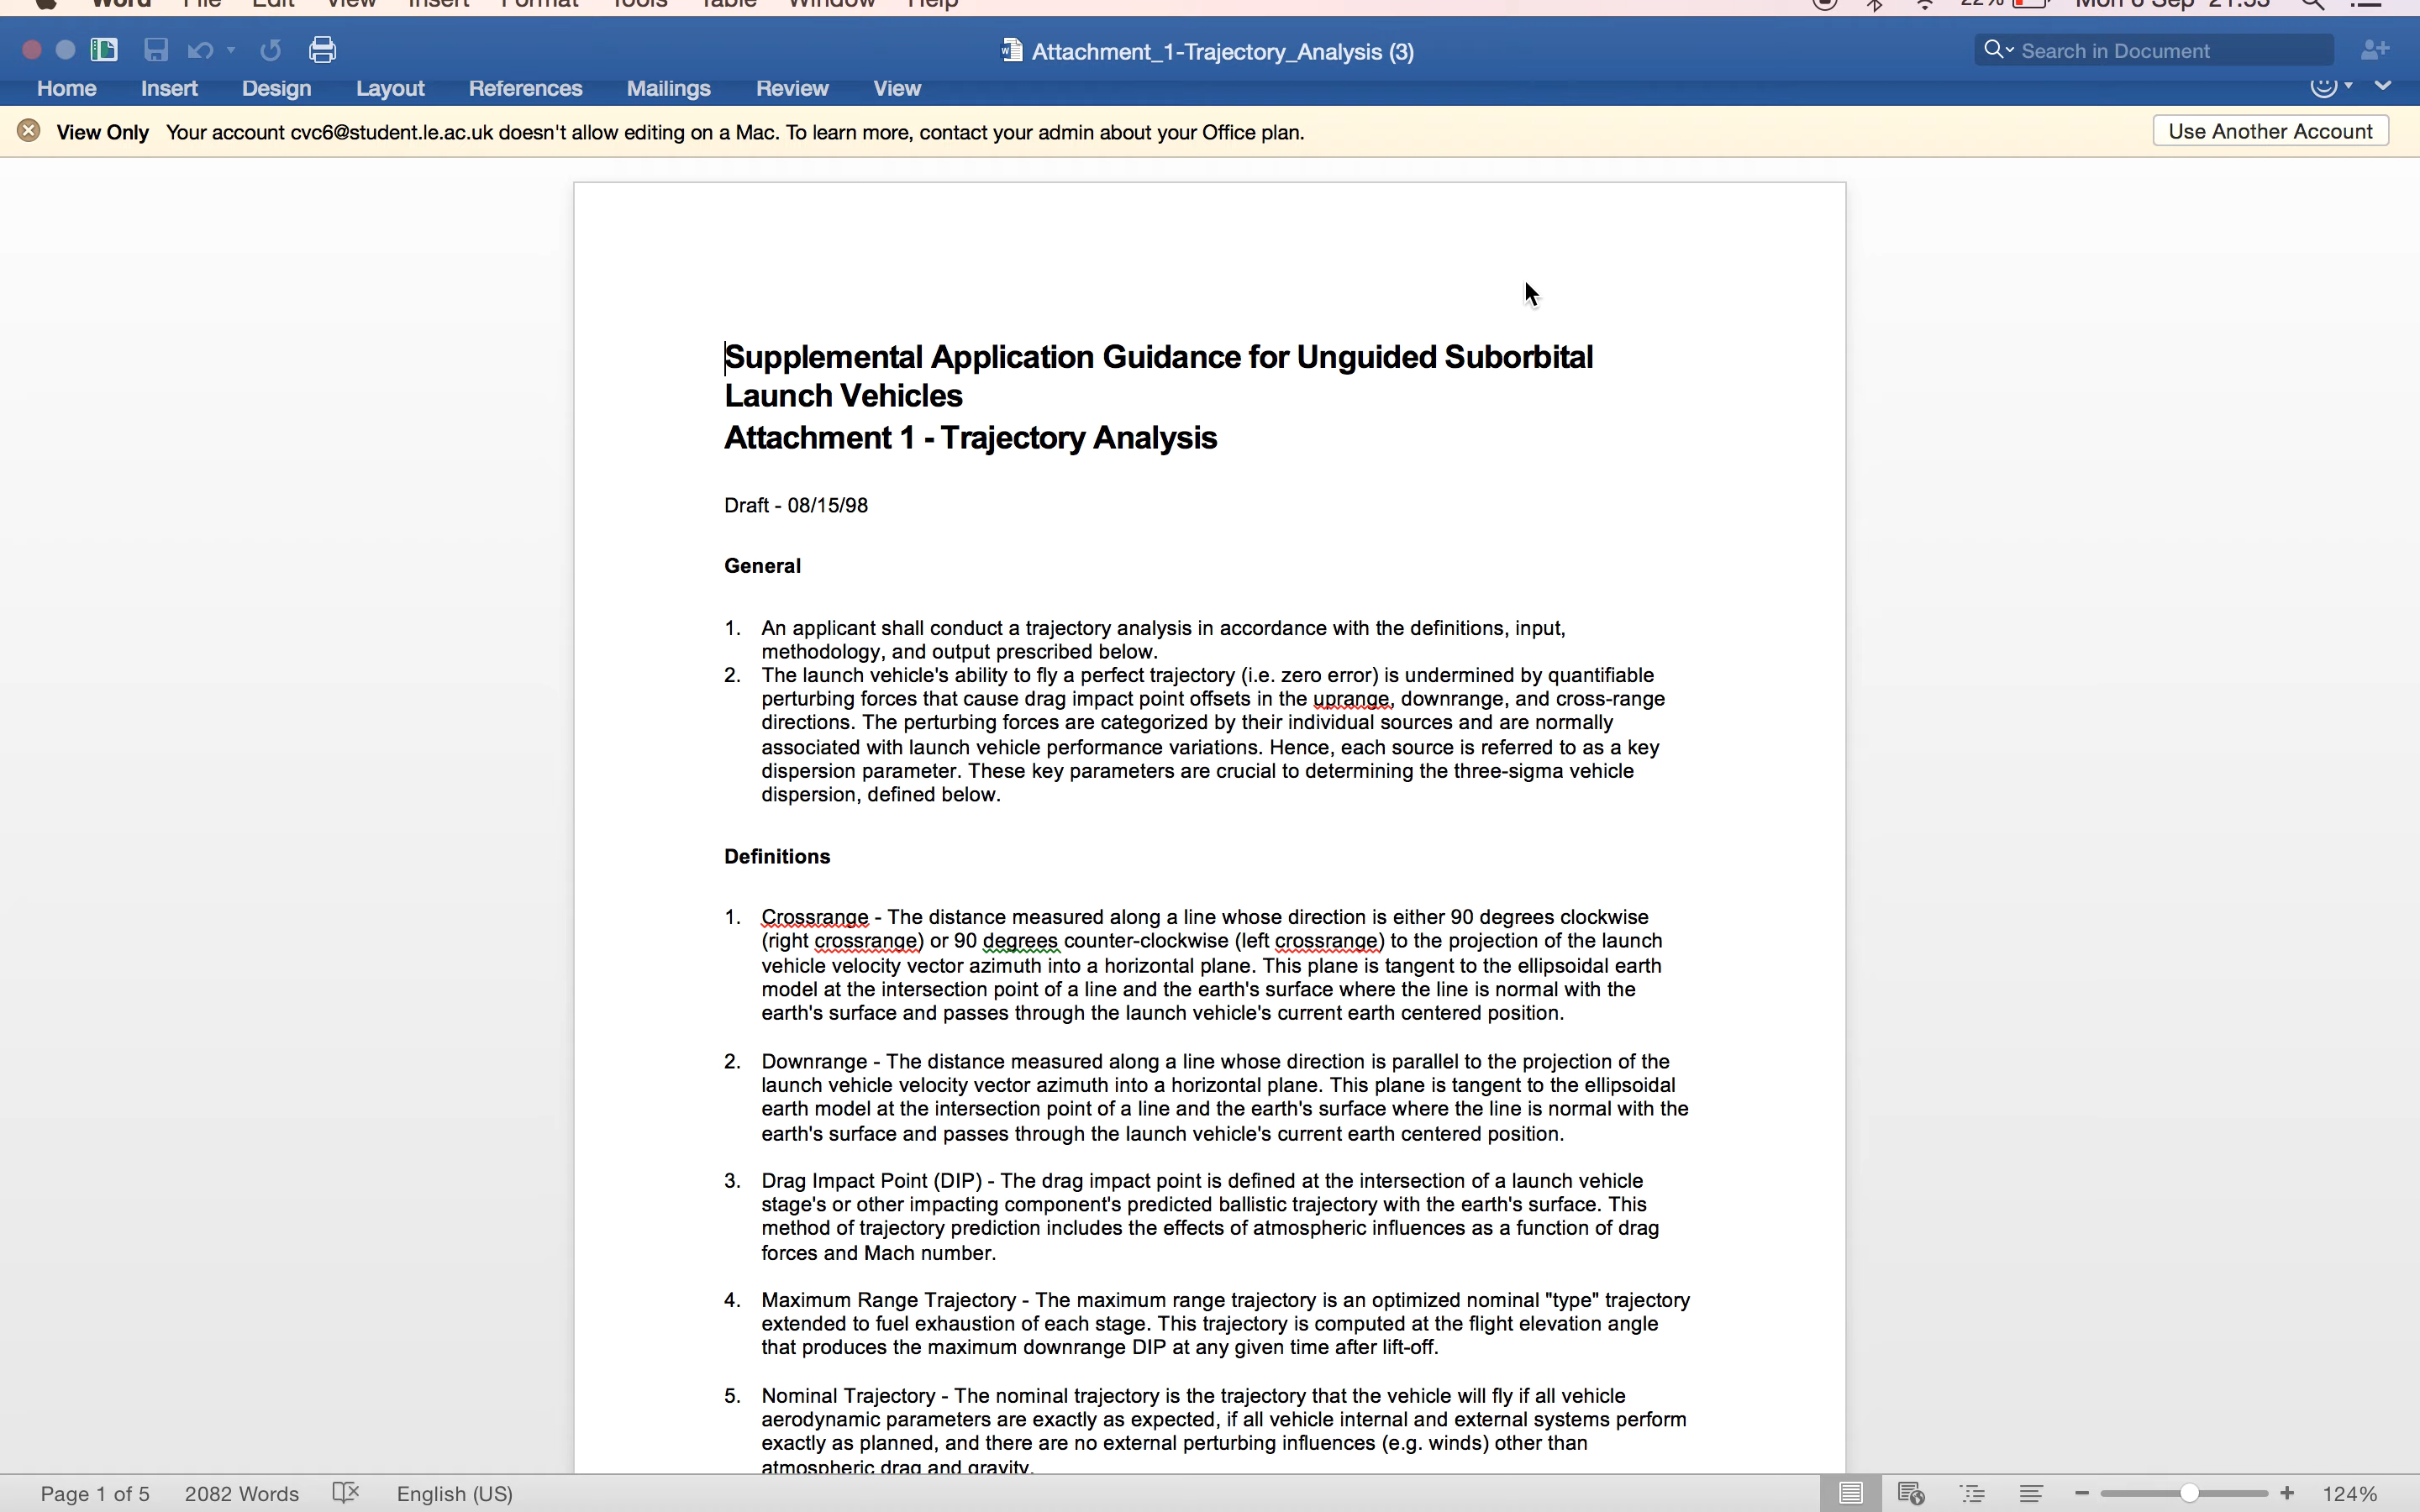 Word File Edit View Insert Format Tools Table Window Help 22% Mon 6 Sep 21:53
Attachment_1-Trajectory_Analysis (3) Search in Document
Home Insert Design Layout References Mailings Review View
View Only Your account cvc6@student.le.ac.uk doesn't allow editing on a Mac. To learn more, contact your admin about your Office plan. Use Another Account
Supplemental Application Guidance for Unguided Suborbital
Launch Vehicles
Attachment 1 - Trajectory Analysis
Draft - 08/15/98
General
1. An applicant shall conduct a trajectory analysis in accordance with the definitions, input,
methodology, and output prescribed below.
2. The launch vehicle's ability to fly a perfect trajectory (i.e. zero error) is undermined by quantifiable
perturbing forces that cause drag impact point offsets in the uprange, downrange, and cross-range
directions. The perturbing forces are categorized by their individual sources and are normally
associated with launch vehicle performance variations. Hence, each source is referred to as a key
dispersion parameter. These key parameters are crucial to determining the three-sigma vehicle
dispersion, defined below.
Definitions
1. Crossrange - The distance measured along a line whose direction is either 90 degrees clockwise
(right crossrange) or 90 degrees counter-clockwise (left crossrange) to the projection of the launch
vehicle velocity vector azimuth into a horizontal plane. This plane is tangent to the ellipsoidal earth
model at the intersection point of a line and the earth's surface where the line is normal with the
earth's surface and passes through the launch vehicle's current earth centered position.
2. Downrange - The distance measured along a line whose direction is parallel to the projection of the
launch vehicle velocity vector azimuth into a horizontal plane. This plane is tangent to the ellipsoidal
earth model at the intersection point of a line and the earth's surface where the line is normal with the
earth's surface and passes through the launch vehicle's current earth centered position.
3. Drag Impact Point (DIP) - The drag impact point is defined at the intersection of a launch vehicle
stage's or other impacting component's predicted ballistic trajectory with the earth's surface. This
method of trajectory prediction includes the effects of atmospheric influences as a function of drag
forces and Mach number.
4. Maximum Range Trajectory - The maximum range trajectory is an optimized nominal "type" trajectory
extended to fuel exhaustion of each stage. This trajectory is computed at the flight elevation angle
that produces the maximum downrange DIP at any given time after lift-off.
5. Nominal Trajectory - The nominal trajectory is the trajectory that the vehicle will fly if all vehicle
aerodynamic parameters are exactly as expected, if all vehicle internal and external systems perform
exactly as planned, and there are no external perturbing influences (e.g. winds) other than
atmospheric drag and gravity.
Page 1 of 5 2082 Words English (US) 124%